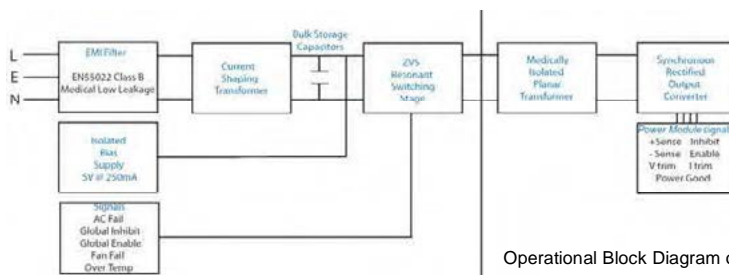 L
E
N
EMI Filter
EN55022 Class B
Medical Low Leakage
Current
Shaping
Transformer
Bulk Storage
Capacitors
ZVS
Resonant
Switching
Stage
Medically
Isolated
Planar
Transformer
Synchronous
Rectified
Output
Converter
Isolated
Bias
Supply
5V @ 250mA
Signals
AC Fail
Global Inhibit
Global Enable
Fan Fail
Over Temp
Power Module signals
+Sense Inhibit
- Sense Enable
V trim I trim
Power Good
Operational Block Diagram